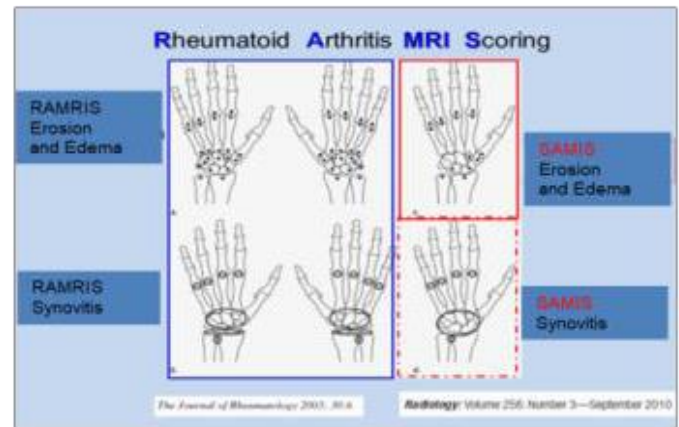 Rheumatoid Arthritis MRI Scoring
RAMRIS
Erosion
and Edema
SAMIS
Erosion
and Edema
RAMRIS
Synovitis
SAMIS
Synovitis
The Journal of Rheumatology 2003; 30:6
Radiology: Volume 256: Number 3—September 2010